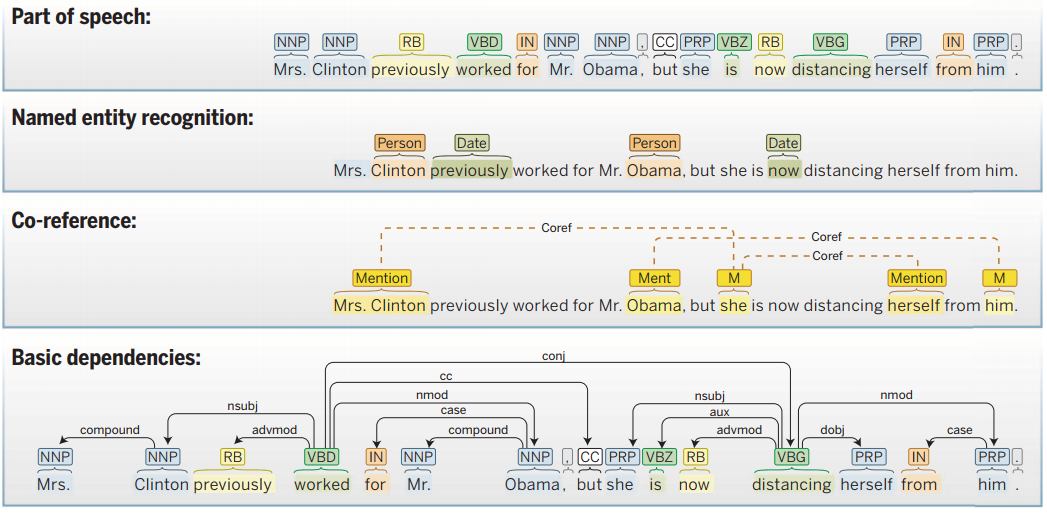 Part of speech:
NNP NNP RB VBD IN NNP NNP , CC PRP VBZ RB VBG PRP IN PRP .
Mrs. Clinton previously worked for Mr. Obama, but she is now distancing herself from him .
Named entity recognition:
Person Date Person Date
Mrs. Clinton previously worked for Mr. Obama, but she is now distancing herself from him.
Co-reference:
Coref
Coref
Coref
Mention Ment M Mention M
Mrs. Clinton previously worked for Mr. Obama, but she is now distancing herself from him.
Basic dependencies:
conj
cc
nmod nsubj nmod
nsubj case aux
compound advmod compound advmod dobj case
NNP NNP RB VBD IN NNP NNP , CC PRP VBZ RB VBG PRP IN PRP .
Mrs. Clinton previously worked for Mr. Obama, but she is now distancing herself from him .